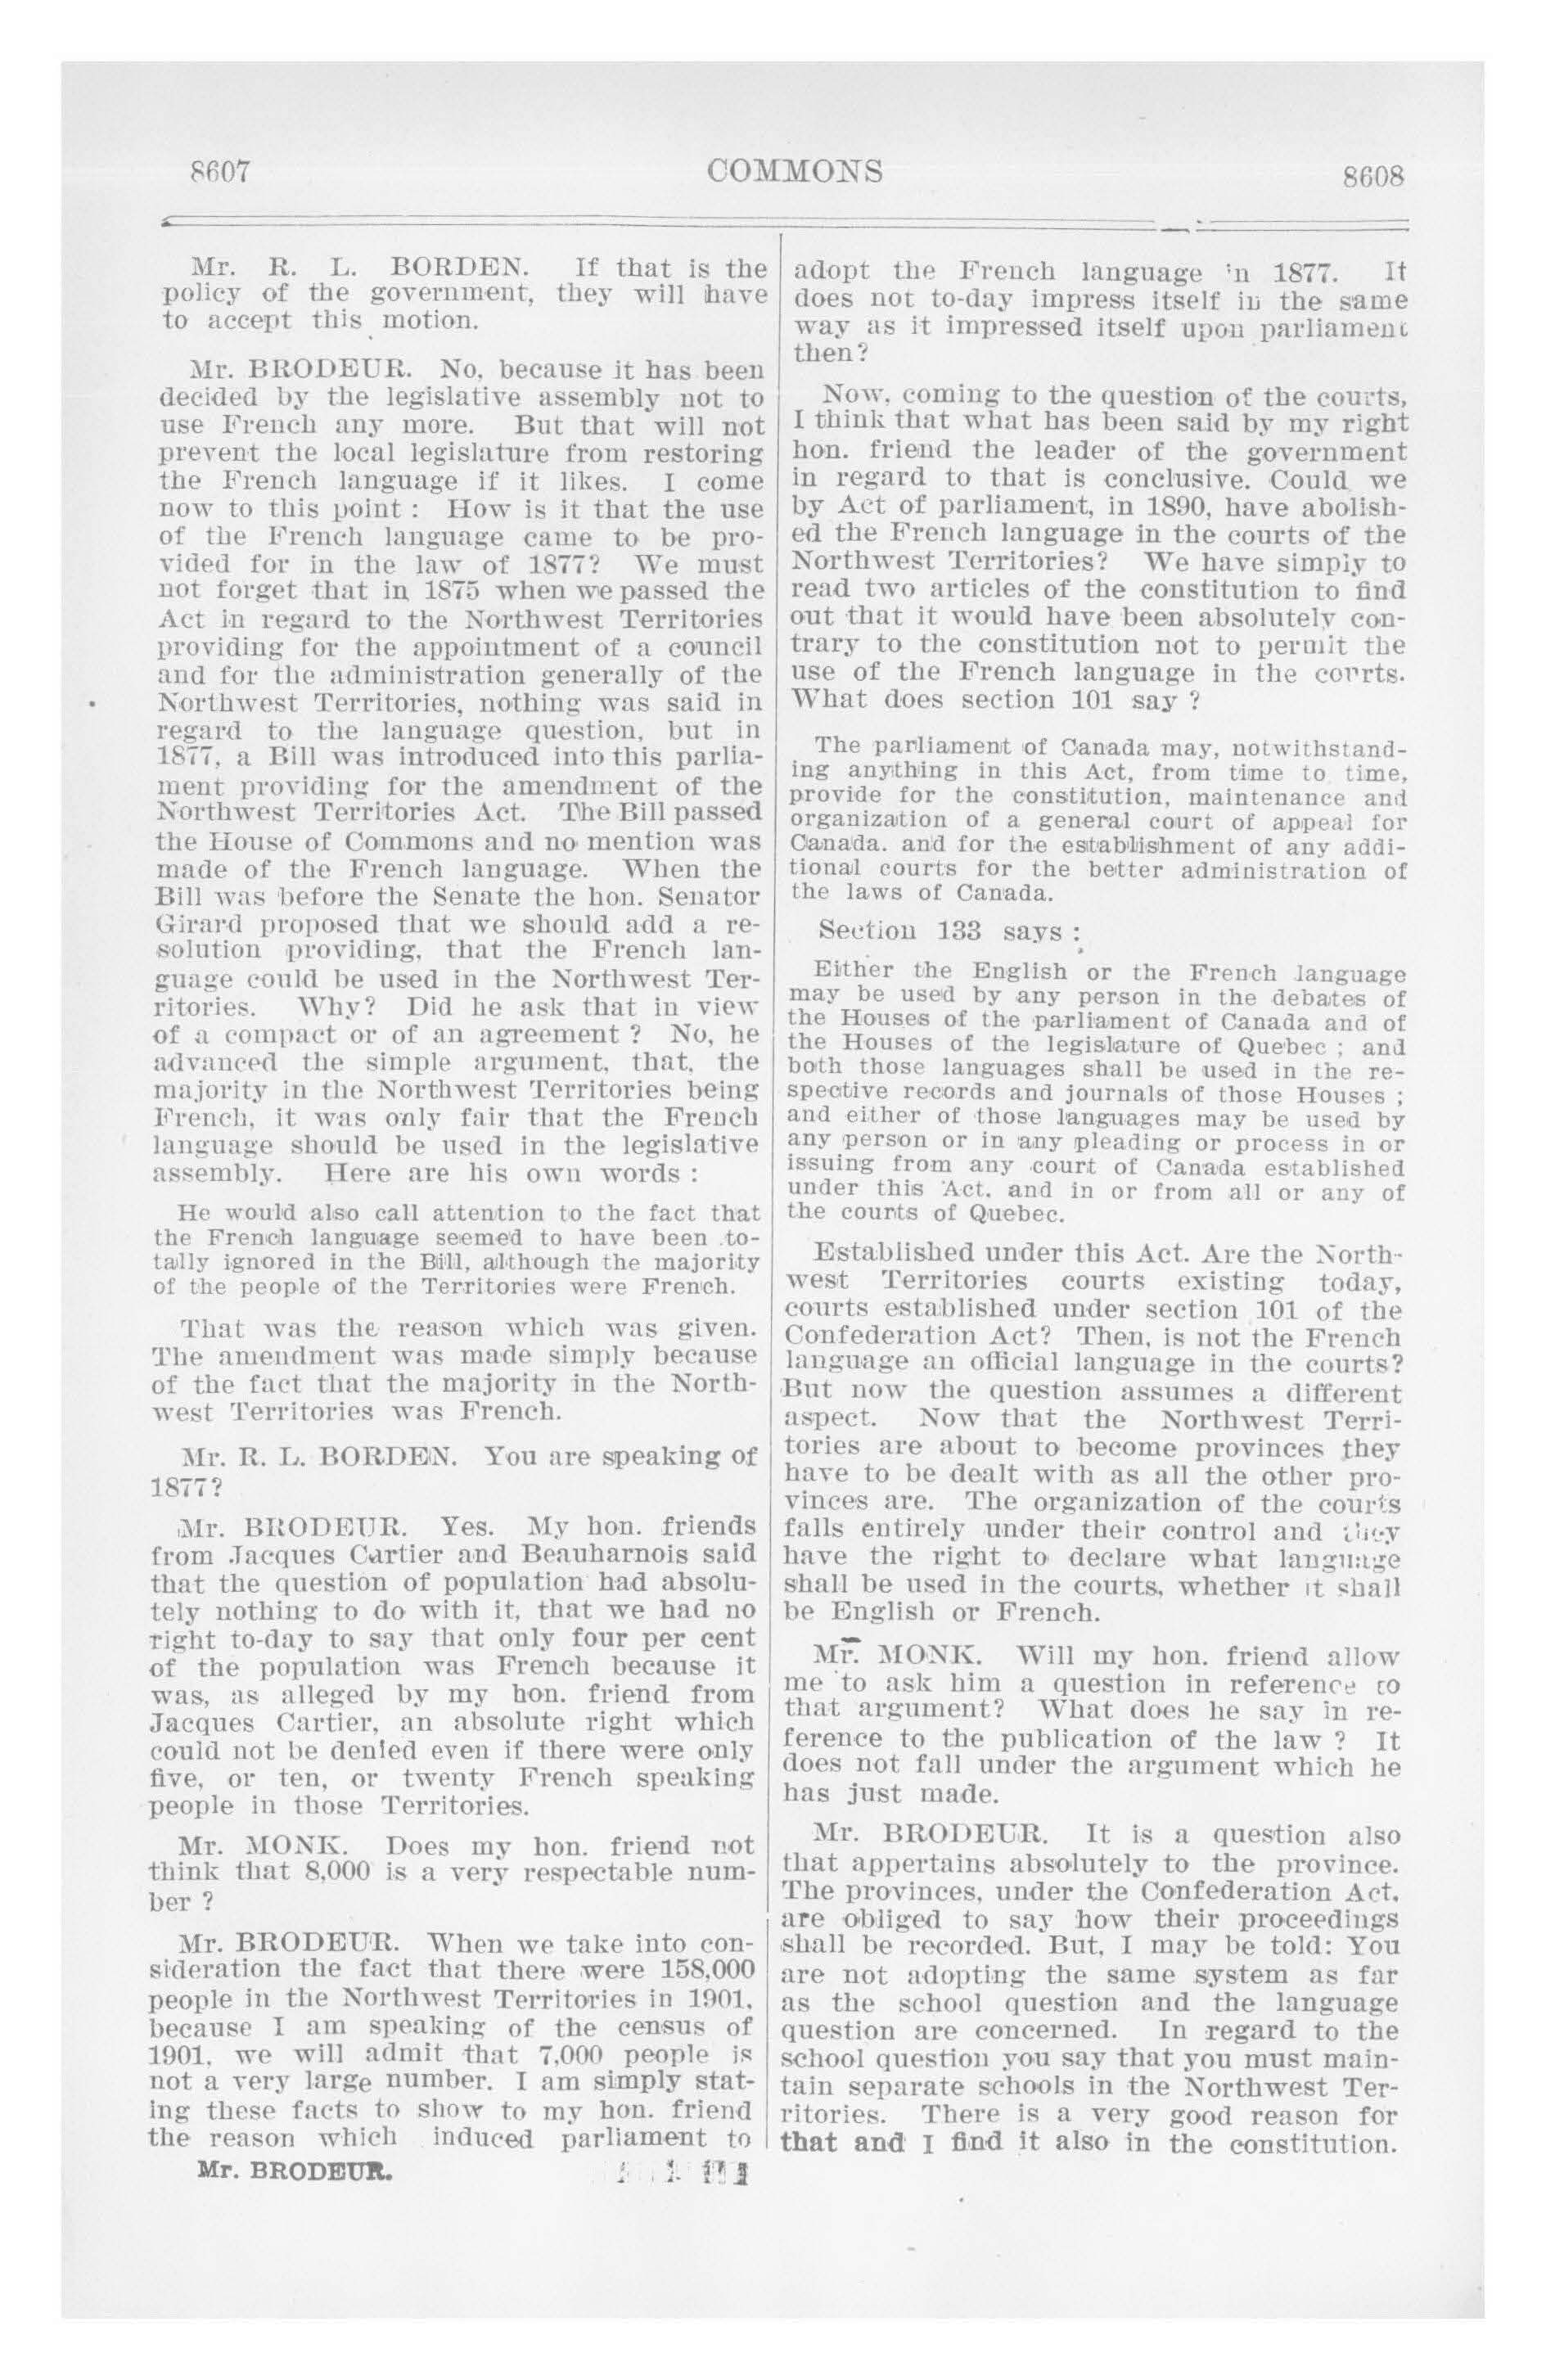 8607
COMMONS
8608
Mr. R. L. BORDEN. If that is the
policy of the government, they will have
to accept this motion.
Mr. BRODEUR. No, because it has been
decided by the legislative assembly not to
use French any more. But that will not
prevent the local legislature from restoring
the French language if it likes. I come
now to this point : How is it that the use
of the French language came to be pro-
vided for in the law of 1877? We must
not forget that in 1875 when we passed the
Act in regard to the Northwest Territories
providing for the appointment of a council
and for the administration generally of the
Northwest Territories, nothing was said in
regard to the language question, but in
1877, a Bill was introduced into this parlia-
ment providing for the amendment of the
Northwest Territories Act. The Bill passed
the House of Commons and no mention was
made of the French language. When the
Bill was before the Senate the hon. Senator
Girard proposed that we should add a re-
solution providing, that the French lan-
guage could be used in the Northwest Ter-
ritories. Why? Did he ask that in view
of a compact or of an agreement ? No, he
advanced the simple argument, that, the
majority in the Northwest Territories being
French, it was only fair that the French
language should be used in the legislative
assembly. Here are his own words :
He would also call attention to the fact that
the French language seemed to have been to-
tally ignored in the Bill, although the majority
of the people of the Territories were French.
That was the reason which was given.
The amendment was made simply because
of the fact that the majority in the North-
west Territories was French.
Mr. R. L. BORDEN. You are speaking of
1877?
Mr. BRODEUR. Yes. My hon. friends
from Jacques Cartier and Beauharnois said
that the question of population had absolu-
tely nothing to do with it, that we had no
right to-day to say that only four per cent
of the population was French because it
was, as alleged by my hon. friend from
Jacques Cartier, an absolute right which
could not be denied even if there were only
five, or ten, or twenty French speaking
people in those Territories.
Mr. MONK. Does my hon. friend not
think that 8,000 is a very respectable num-
ber ?
Mr. BRODEUR. When we take into con-
sideration the fact that there were 158,000
people in the Northwest Territories in 1901,
because I am speaking of the census of
1901, we will admit that 7,000 people is
not a very large number. I am simply stat-
ing these facts to show to my hon. friend
the reason which induced parliament to
Mr. BRODEUR.
adopt the French language in 1877. It
does not to-day impress itself in the same
way as it impressed itself upon parliament
then?
Now, coming to the question of the courts,
I think that what has been said by my right
hon. friend the leader of the government
in regard to that is conclusive. Could we
by Act of parliament, in 1890, have abolish-
ed the French language in the courts of the
Northwest Territories? We have simply to
read two articles of the constitution to find
out that it would have been absolutely con-
trary to the constitution not to permit the
use of the French language in the courts.
What does section 101 say ?
The parliament of Canada may, notwithstand-
ing anything in this Act, from time to time,
provide for the constitution, maintenance and
organization of a general court of appeal for
Canada. and for the establishment of any addi-
tional courts for the better administration of
the laws of Canada.
Section 133 says :
Either the English or the French language
may be used by any person in the debates of
the Houses of the parliament of Canada and of
the Houses of the legislature of Quebec ; and
both those languages shall be used in the re-
spective records and journals of those Houses ;
and either of those languages may be used by
any person or in any pleading or process in or
issuing from any court of Canada established
under this Act. and in or from all or any of
the courts of Quebec.
Established under this Act. Are the North-
west Territories courts existing today,
courts established under section 101 of the
Confederation Act? Then, is not the French
language an official language in the courts?
But now the question assumes a different
aspect. Now that the Northwest Terri-
tories are about to become provinces they
have to be dealt with as all the other pro-
vinces are. The organization of the courts
falls entirely under their control and they
have the right to declare what language
shall be used in the courts, whether it shall
be English or French.
Mr. MONK. Will my hon. friend allow
me to ask him a question in reference to
that argument? What does he say in re-
ference to the publication of the law ? It
does not fall under the argument which he
has just made.
Mr. BRODEUR. It is a question also
that appertains absolutely to the province.
The provinces, under the Confederation Act,
are obliged to say how their proceedings
shall be recorded. But, I may be told: You
are not adopting the same system as far
as the school question and the language
question are concerned. In regard to the
school question you say that you must main-
tain separate schools in the Northwest Ter-
ritories. There is a very good reason for
that and I find it also in the constitution.